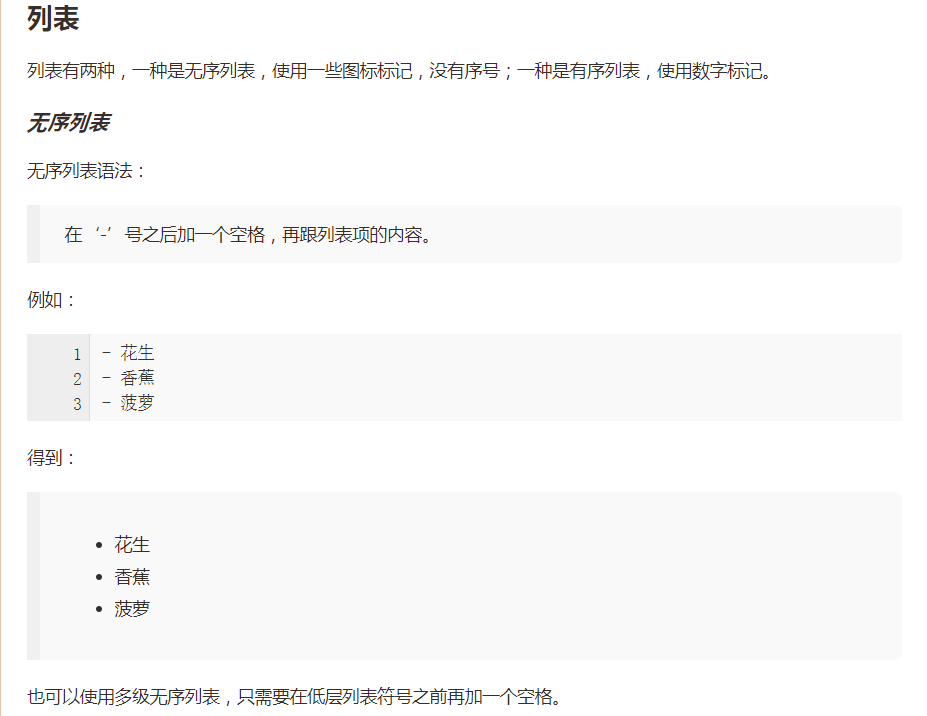 列表
列表有两种，一种是无序列表，使用一些图标标记，没有序号；一种是有序列表，使用数字标记。
无序列表
无序列表语法：
在‘-’号之后加一个空格，再跟列表项的内容。
例如：
1 - 花生
2 - 香蕉
3 - 菠萝
得到：
• 花生
• 香蕉
• 菠萝
也可以使用多级无序列表，只需要在低层列表符号之前再加一个空格。